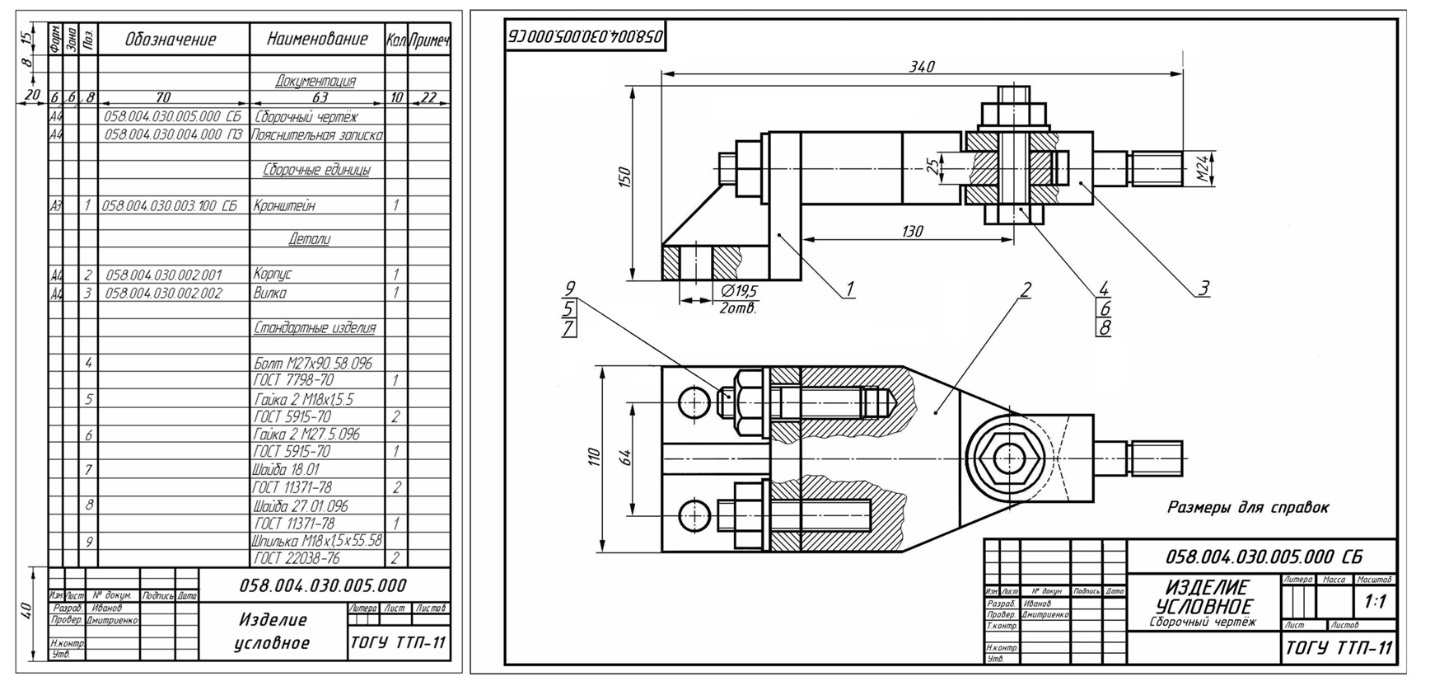 Форм. Зона Поз. Обозначение Наименование Кол. Примеч.
15
8
Документация
20 6 6 8 70 63 10 22
А4 058.004.030.005.000 СБ Сборочный чертёж
А4 058.004.030.004.000 ПЗ Пояснительная записка
Сборочные единицы
А3 1 058.004.030.003.100 СБ Кронштейн 1
Детали
А4 2 058.004.030.002.001 Корпус 1
А4 3 058.004.030.002.002 Вилка 1
Стандартные изделия
4 Болт М27х90.58.096
ГОСТ 7798-70 1
5 Гайка 2 М18х1,5.5
ГОСТ 5915-70 2
6 Гайка 2 М27.5.096
ГОСТ 5915-70 1
7 Шайба 18.01
ГОСТ 11371-78 2
8 Шайба 27.01.096
ГОСТ 11371-78 1
9 Шпилька М18х1,5х55.58
ГОСТ 22038-76 2
40
058.004.030.005.000
Изм Лист № докум. Подпись Дата
Разраб. Иванов
Провер. Дмитриенко
Н.контр.
Утв.
Изделие
условное
Литера Лист Листов
ТОГУ ТТП-11
058.004.030.005.000 СБ
340
150
25
М24
130
Ø19,5
2отв.
1
2
3
4
6
8
9
5
7
110
64
Размеры для справок
058.004.030.005.000 СБ
Изм Лист № докум Подпись Дата
Разраб. Иванов
Провер. Дмитриенко
Т.контр.
Н.контр.
Утв.
ИЗДЕЛИЕ
УСЛОВНОЕ
Сборочный чертёж
Литера Масса Масштаб
1:1
Лист Листов
ТОГУ ТТП-11